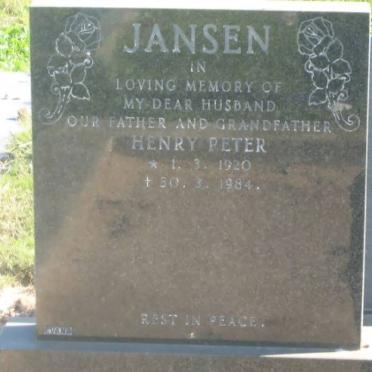 JANSEN
IN
LOVING MEMORY OF
MY DEAR HUSBAND
OUR FATHER AND GRANDFATHER
HENRY PETER
* 1. 3. 1920
† 30. 3. 1984.
REST IN PEACE.